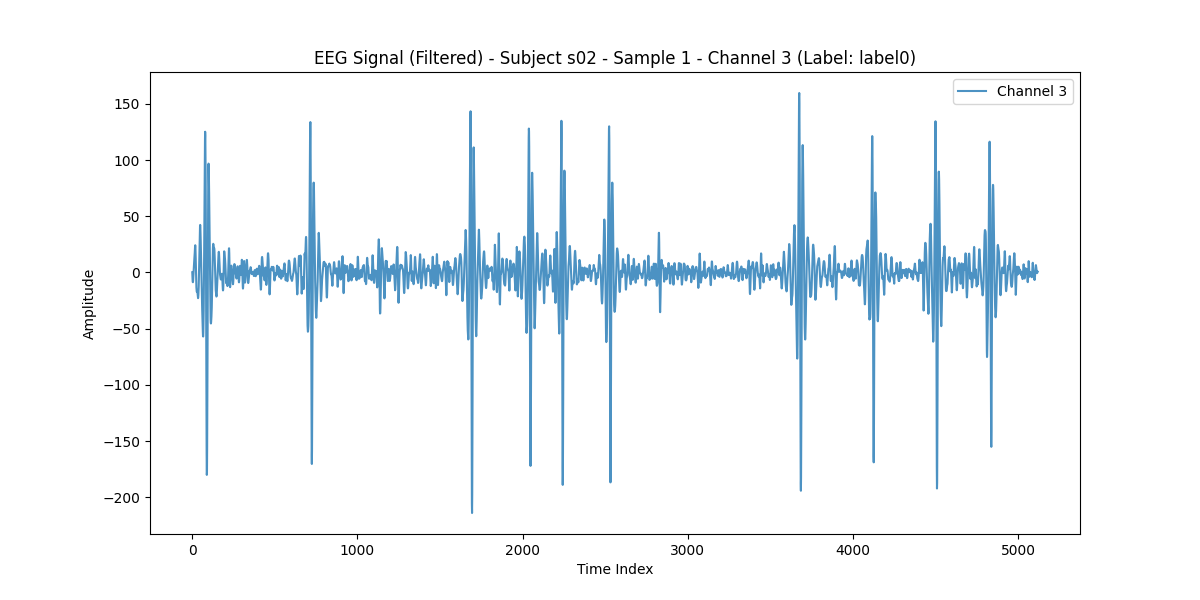 EEG Signal (Filtered) - Subject s02 - Sample 1 - Channel 3 (Label: label0)
Channel 3
150
100
50
0
−50
−100
−150
−200
Amplitude
0 1000 2000 3000 4000 5000
Time Index